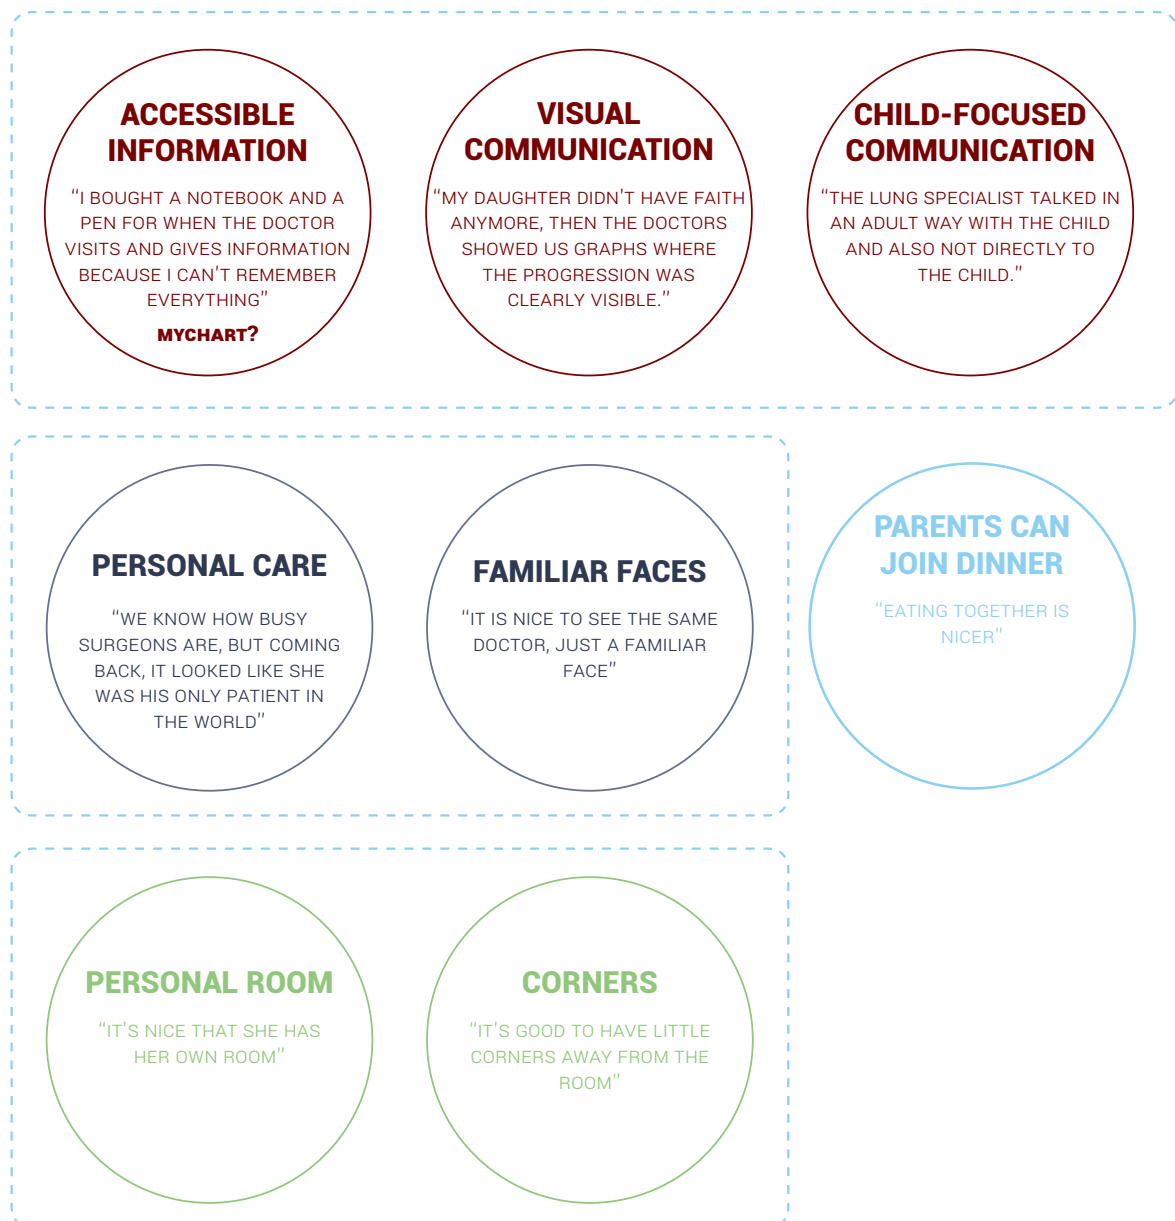 ACCESSIBLE
INFORMATION
"I BOUGHT A NOTEBOOK AND A
PEN FOR WHEN THE DOCTOR
VISITS AND GIVES INFORMATION
BECAUSE I CAN'T REMEMBER
EVERYTHING"
MYCHART?
VISUAL
COMMUNICATION
"MY DAUGHTER DIDN'T HAVE FAITH
ANYMORE, THEN THE DOCTORS
SHOWED US GRAPHS WHERE
THE PROGRESSION WAS
CLEARLY VISIBLE."
CHILD-FOCUSED
COMMUNICATION
"THE LUNG SPECIALIST TALKED IN
AN ADULT WAY WITH THE CHILD
AND ALSO NOT DIRECTLY TO
THE CHILD."
PERSONAL CARE
"WE KNOW HOW BUSY
SURGEONS ARE, BUT COMING
BACK, IT LOOKED LIKE SHE
WAS HIS ONLY PATIENT IN
THE WORLD"
FAMILIAR FACES
"IT IS NICE TO SEE THE SAME
DOCTOR, JUST A FAMILIAR
FACE"
PARENTS CAN
JOIN DINNER
"EATING TOGETHER IS
NICER"
PERSONAL ROOM
"IT'S NICE THAT SHE HAS
HER OWN ROOM"
CORNERS
"IT'S GOOD TO HAVE LITTLE
CORNERS AWAY FROM THE
ROOM"